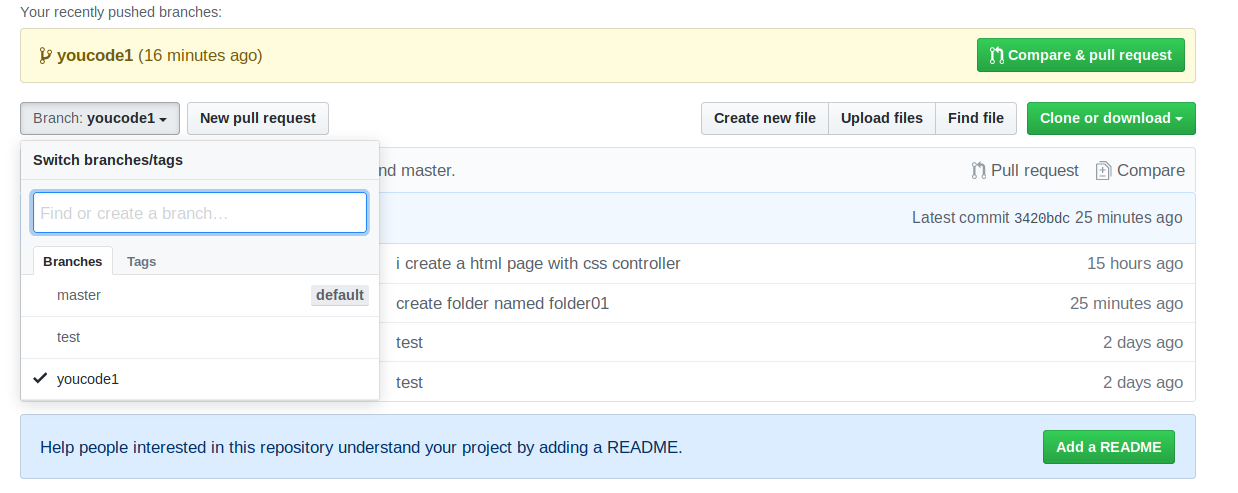 Your recently pushed branches:
youcode1 (16 minutes ago)
Compare & pull request
Branch: youcode1
New pull request
Create new file
Upload files
Find file
Clone or download
Switch branches/tags
nd master.
Pull request
Compare
Find or create a branch…
Latest commit 3420bdc 25 minutes ago
Branches
Tags
i create a html page with css controller
15 hours ago
master
default
create folder named folder01
25 minutes ago
test
test
2 days ago
youcode1
test
2 days ago
Help people interested in this repository understand your project by adding a README.
Add a README